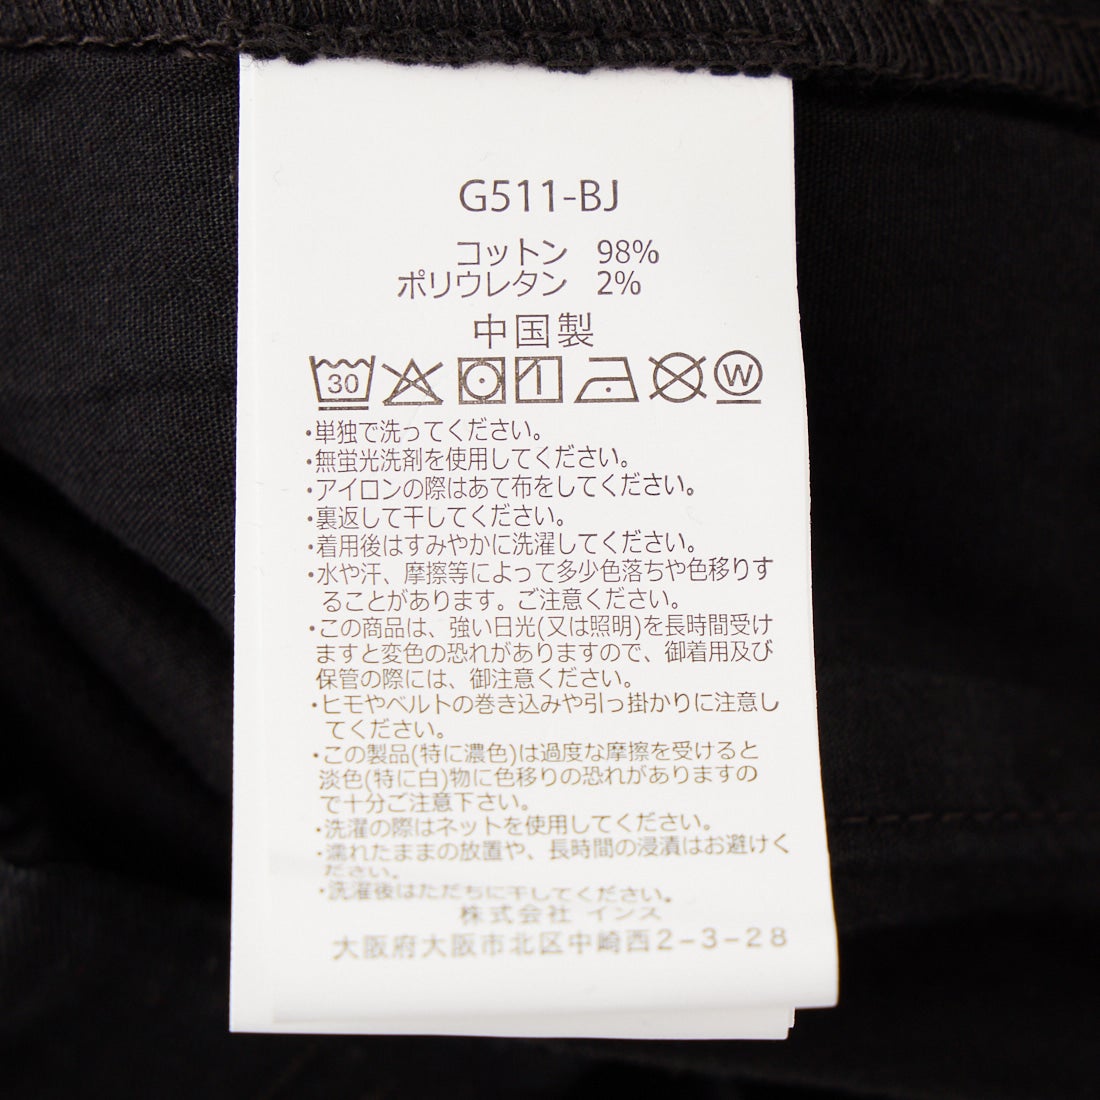 G511-BJ
コットン 98%
ポリウレタン 2%
中国製
30 W
・単独で洗ってください。
・無蛍光洗剤を使用してください。
・アイロンの際はあて布をしてください。
・裏返して干してください。
・着用後はすみやかに洗濯してください。
・水や汗、摩擦等によって多少色落ちや色移りす
ることがあります。ご注意ください。
・この商品は、強い日光(又は照明)を長時間受け
ますと変色の恐れがありますので、御着用及び
保管の際には、御注意ください。
・ヒモやベルトの巻き込みや引っ掛かりに注意し
てください。
・この製品(特に濃色)は過度な摩擦を受けると
淡色(特に白)物に色移りの恐れがありますの
で十分ご注意下さい。
・洗濯の際はネットを使用してください。
・濡れたままの放置や、長時間の浸漬はお避けく
ださい。
・洗濯後はただちに干してください。
株式会社 インス
大阪府大阪市北区中崎西2-3-28